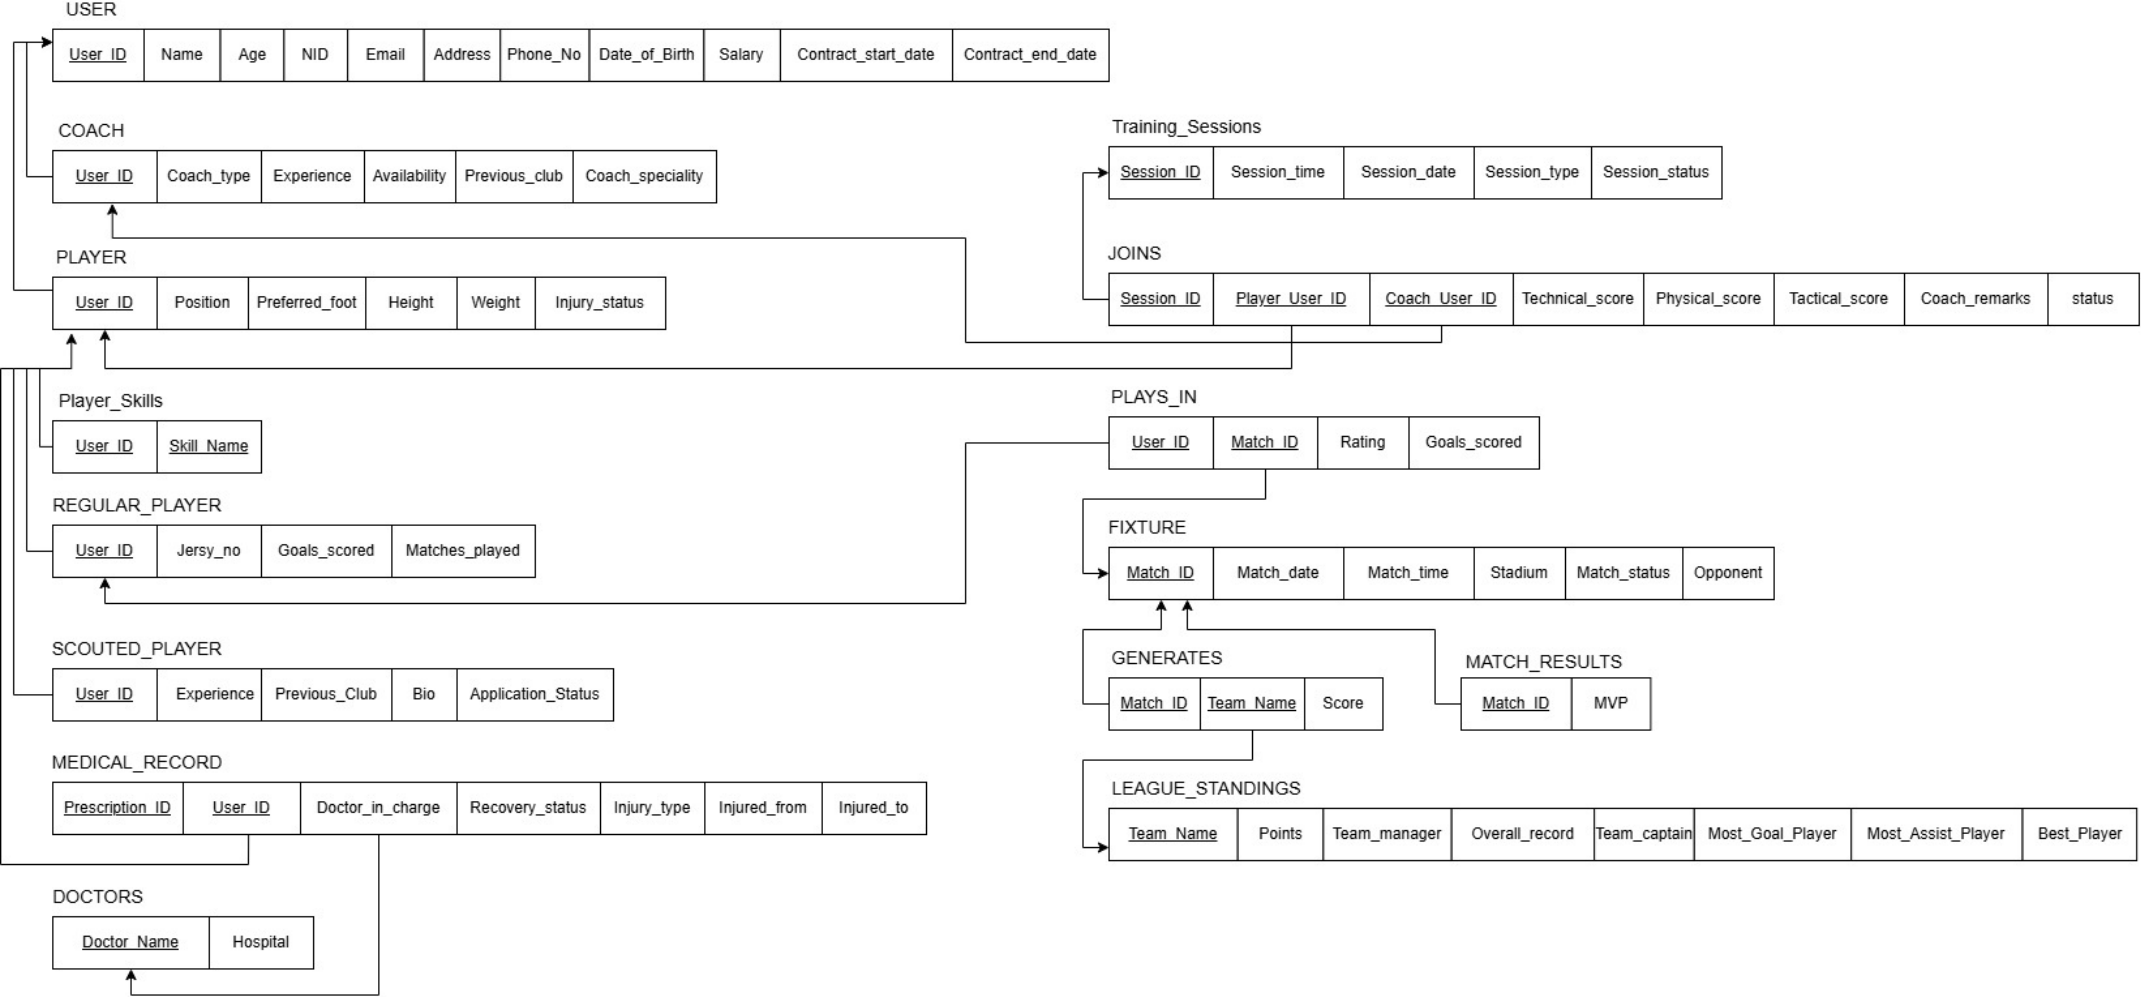 USER
User_ID Name Age NID Email Address Phone_No Date_of_Birth Salary Contract_start_date Contract_end_date
COACH
User_ID Coach_type Experience Availability Previous_club Coach_speciality
PLAYER
User_ID Position Preferred_foot Height Weight Injury_status
Player_Skills
User_ID Skill_Name
REGULAR_PLAYER
User_ID Jersy_no Goals_scored Matches_played
SCOUTED_PLAYER
User_ID Experience Previous_Club Bio Application_Status
MEDICAL_RECORD
Prescription_ID User_ID Doctor_in_charge Recovery_status Injury_type Injured_from Injured_to
DOCTORS
Doctor_Name Hospital
Training_Sessions
Session_ID Session_time Session_date Session_type Session_status
JOINS
Session_ID Player_User_ID Coach_User_ID Technical_score Physical_score Tactical_score Coach_remarks status
PLAYS_IN
User_ID Match_ID Rating Goals_scored
FIXTURE
Match_ID Match_date Match_time Stadium Match_status Opponent
GENERATES
Match_ID Team_Name Score
MATCH_RESULTS
Match_ID MVP
LEAGUE_STANDINGS
Team_Name Points Team_manager Overall_record Team_captain Most_Goal_Player Most_Assist_Player Best_Player